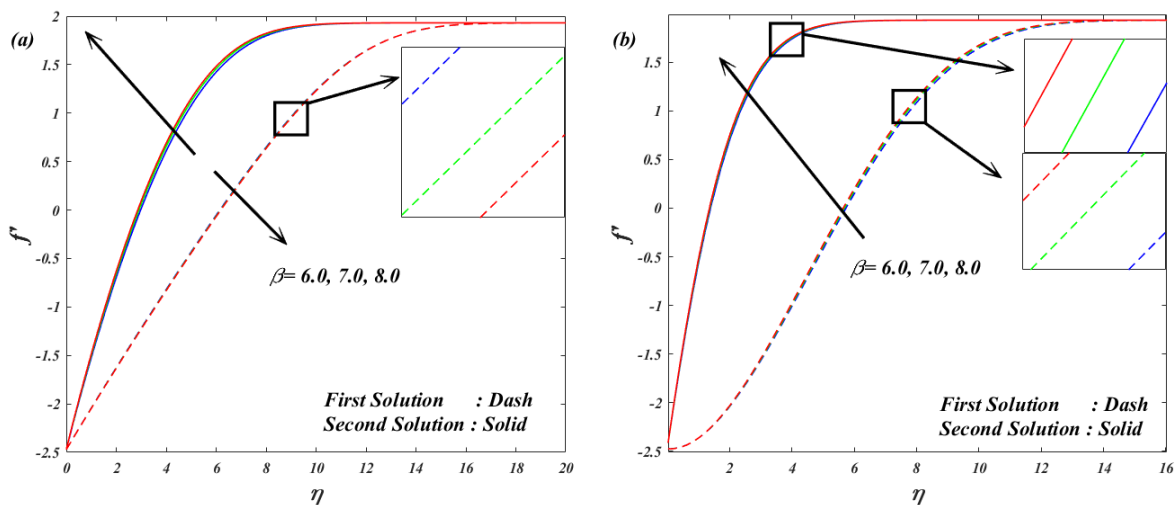 (a)
2
1.5
1
0.5
0
-0.5
-1
-1.5
-2
-2.5
f'
0 2 4 6 8 10 12 14 16 18 20
η
β= 6.0, 7.0, 8.0
First Solution : Dash
Second Solution : Solid
(b)
1.5
1
0.5
0
-0.5
-1
-1.5
-2
-2.5
f'
2 4 6 8 10 12 14 16
η
β= 6.0, 7.0, 8.0
First Solution : Dash
Second Solution : Solid